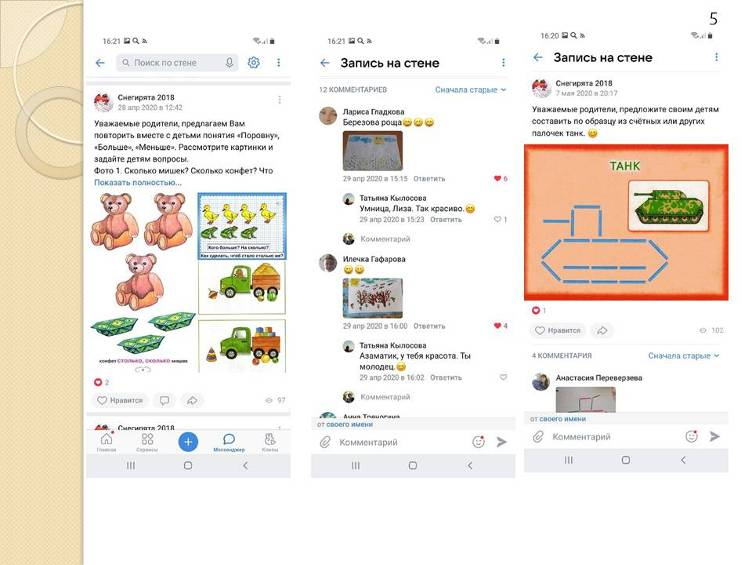 5
16:21
Поиск по стене
Снегирята 2018
28 апр 2020 в 12:42
Уважаемые родители, предлагаем Вам
повторить вместе с детьми понятия «Поровну»,
«Больше», «Меньше». Рассмотрите картинки и
задайте детям вопросы.
Фото 1. Сколько мишек? Сколько конфет? Что
Показать полностью...
Кого больше? На сколько?
Как сделать, чтоб стало столько же?
конфет СТОЛЬКО, СКОЛЬКО мишек
2
Нравится
97
Снегирята 2018
Главная
Сервисы
Мессенджер
Клипы
16:21
Запись на стене
12 КОММЕНТАРИЕВ
Сначала старые
Лариса Гладкова
Березова роща
29 апр 2020 в 15:15 Ответить
6
Татьяна Кылосова
Умница, Лиза. Так красиво.
29 апр 2020 в 15:23 Ответить
1
Комментарий
Илечка Гафарова
29 апр 2020 в 16:00 Ответить
4
Татьяна Кылосова
Азаматик, у тебя красота. Ты
молодец.
29 апр 2020 в 16:02 Ответить
Комментарий
от своего имени
Комментарий
16:20
Запись на стене
Снегирята 2018
7 мая 2020 в 20:17
Уважаемые родители, предложите своим детям
составить по образцу из счётных или других
палочек танк.
ТАНК
1
Нравится
102
4 КОММЕНТАРИЯ
Сначала старые
Анастасия Переверзева
от своего имени
Комментарий